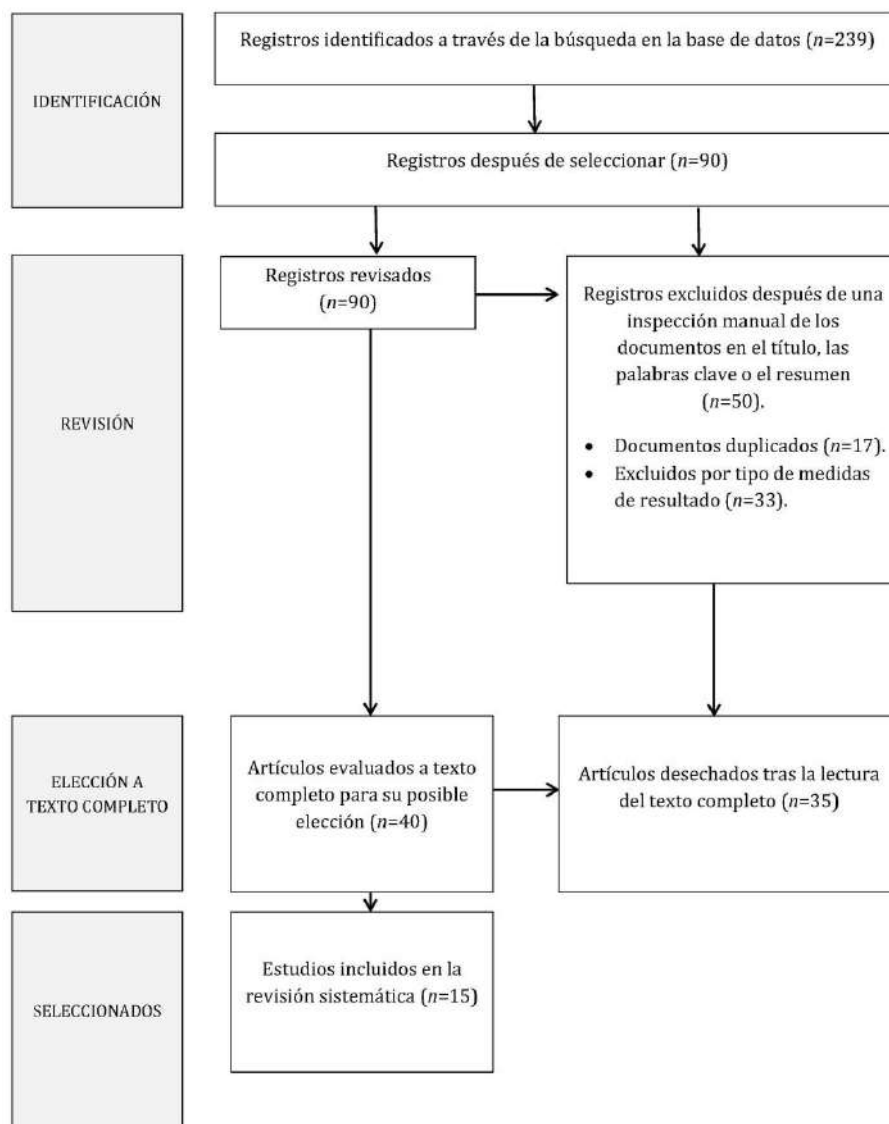 IDENTIFICACIÓN
Registros identificados a través de la búsqueda en la base de datos (n=239)
Registros después de seleccionar (n=90)
REVISIÓN
Registros revisados
(n=90)
Registros excluidos después de una
inspección manual de los
documentos en el título, las
palabras clave o el resumen
(n=50).
• Documentos duplicados (n=17).
• Excluidos por tipo de medidas
de resultado (n=33).
ELECCIÓN A
TEXTO COMPLETO
Artículos evaluados a texto
completo para su posible
elección (n=40)
Artículos desechados tras la lectura
del texto completo (n=35)
SELECCIONADOS
Estudios incluidos en la
revisión sistemática (n=15)